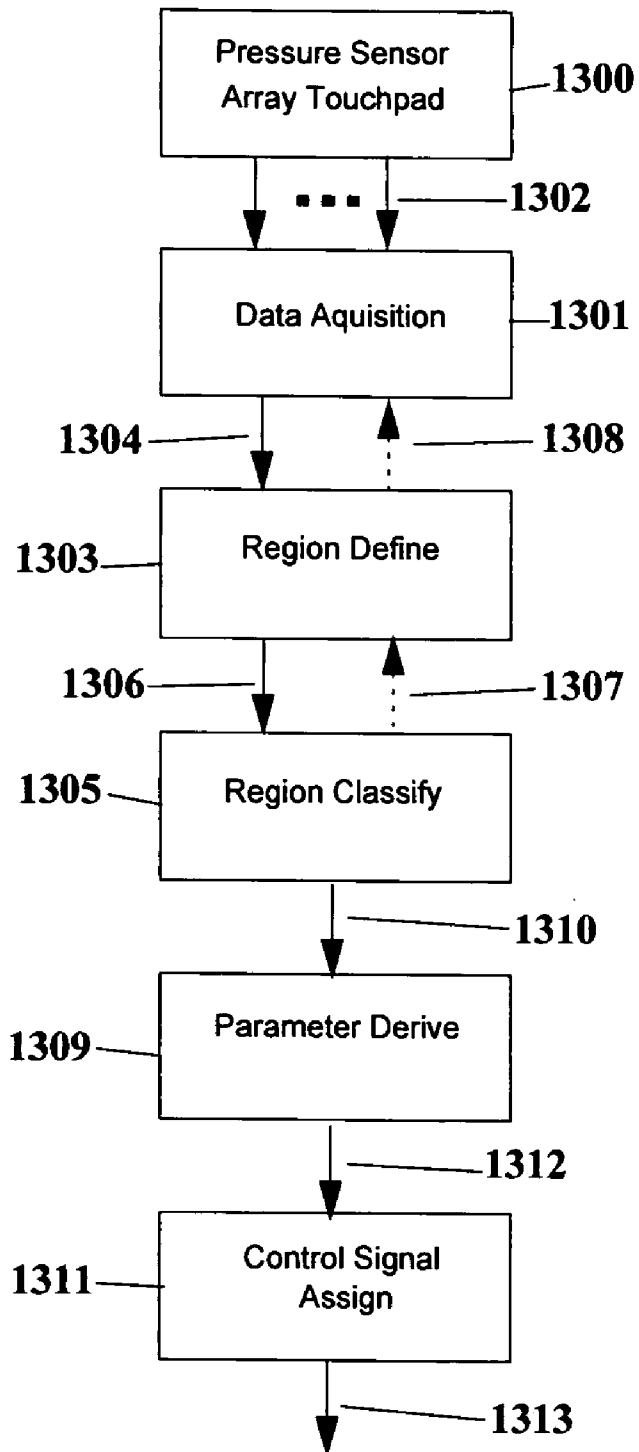 Pressure Sensor
Array Touchpad
1300
1302
Data Aquisition
1301
1304
1308
Region Define
1303
1306
1307
Region Classify
1305
1310
Parameter Derive
1309
1312
Control Signal
Assign
1311
1313